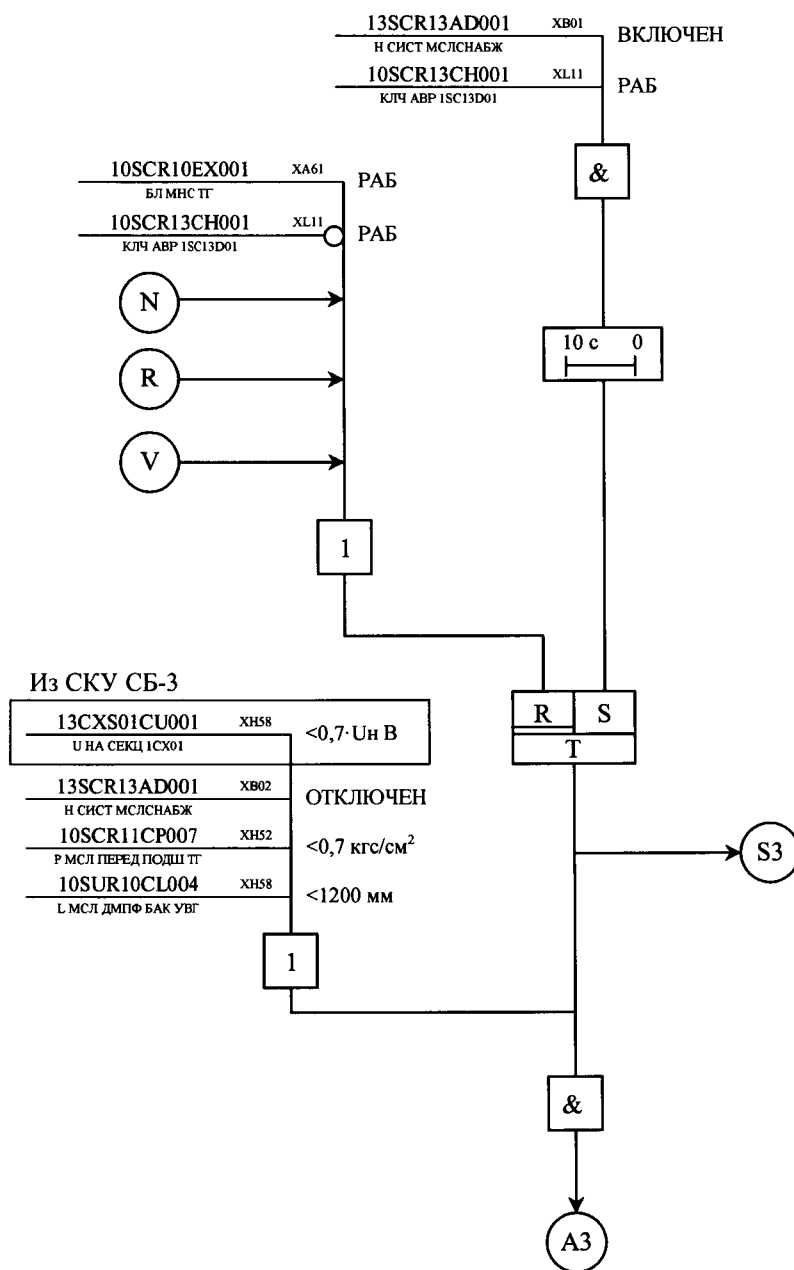 13SCR13AD001 XB01 ВКЛЮЧЕН
Н СИСТ МСЛСНАБЖ
10SCR13CH001 XL11 РАБ
КЛЧ АВР 1SC13D01
&
10SCR10EX001 XA61 РАБ
БЛ МНС ТГ
10SCR13CH001 XL11 РАБ
КЛЧ АВР 1SC13D01
N
10 с 0
R
V
1
Из СКУ СБ-3
R S
T
13CXS01CU001 XH58 <0,7·Uн В
U НА СЕКЦ 1СХ01
13SCR13AD001 XB02 ОТКЛЮЧЕН
Н СИСТ МСЛСНАБЖ
10SCR11CP007 XH52 <0,7 кгс/см²
Р МСЛ ПЕРЕД ПОДШ ТГ
S3
10SUR10CL004 XH58 <1200 мм
L МСЛ ДМПФ БАК УВГ
1
&
А3